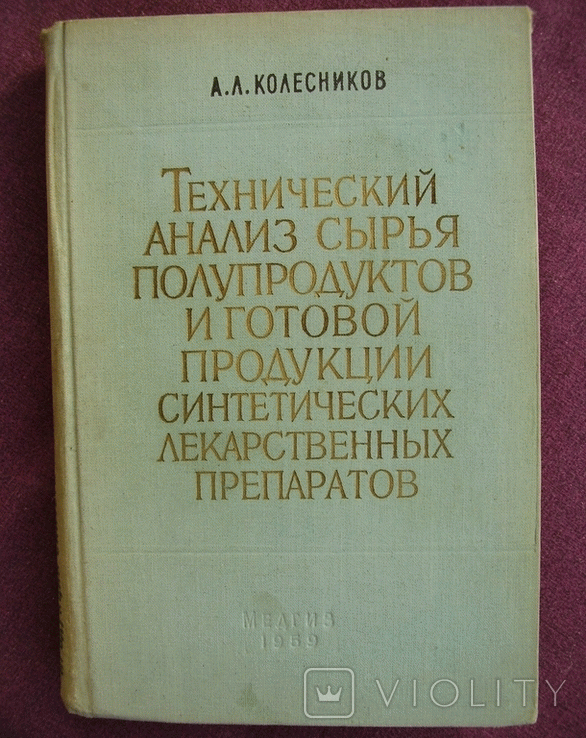 А.Л.КОЛЕСНИКОВ
ТЕХНИЧЕСКИЙ
АНАЛИЗ СЫРЬЯ
ПОЛУПРОДУКТОВ
И ГОТОВОЙ
ПРОДУКЦИИ
СИНТЕТИЧЕСКИХ
ЛЕКАРСТВЕННЫХ
ПРЕПАРАТОВ
МЕДГИЗ
1959
VIOLITY